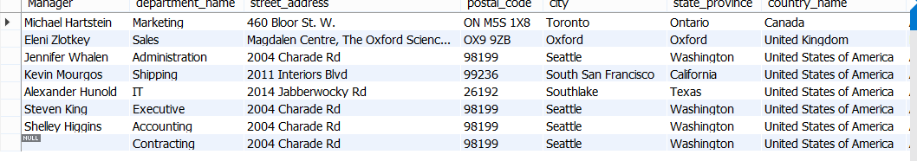 Manager department_name street_address postal_code city state_province country_name
Michael Hartstein Marketing 460 Bloor St. W. ON M5S 1X8 Toronto Ontario Canada
Eleni Zlotkey Sales Magdalen Centre, The Oxford Scienc... OX9 9ZB Oxford Oxford United Kingdom
Jennifer Whalen Administration 2004 Charade Rd 98199 Seattle Washington United States of America
Kevin Mourgos Shipping 2011 Interiors Blvd 99236 South San Francisco California United States of America
Alexander Hunold IT 2014 Jabberwocky Rd 26192 Southlake Texas United States of America
Steven King Executive 2004 Charade Rd 98199 Seattle Washington United States of America
Shelley Higgins Accounting 2004 Charade Rd 98199 Seattle Washington United States of America
NULL Contracting 2004 Charade Rd 98199 Seattle Washington United States of America